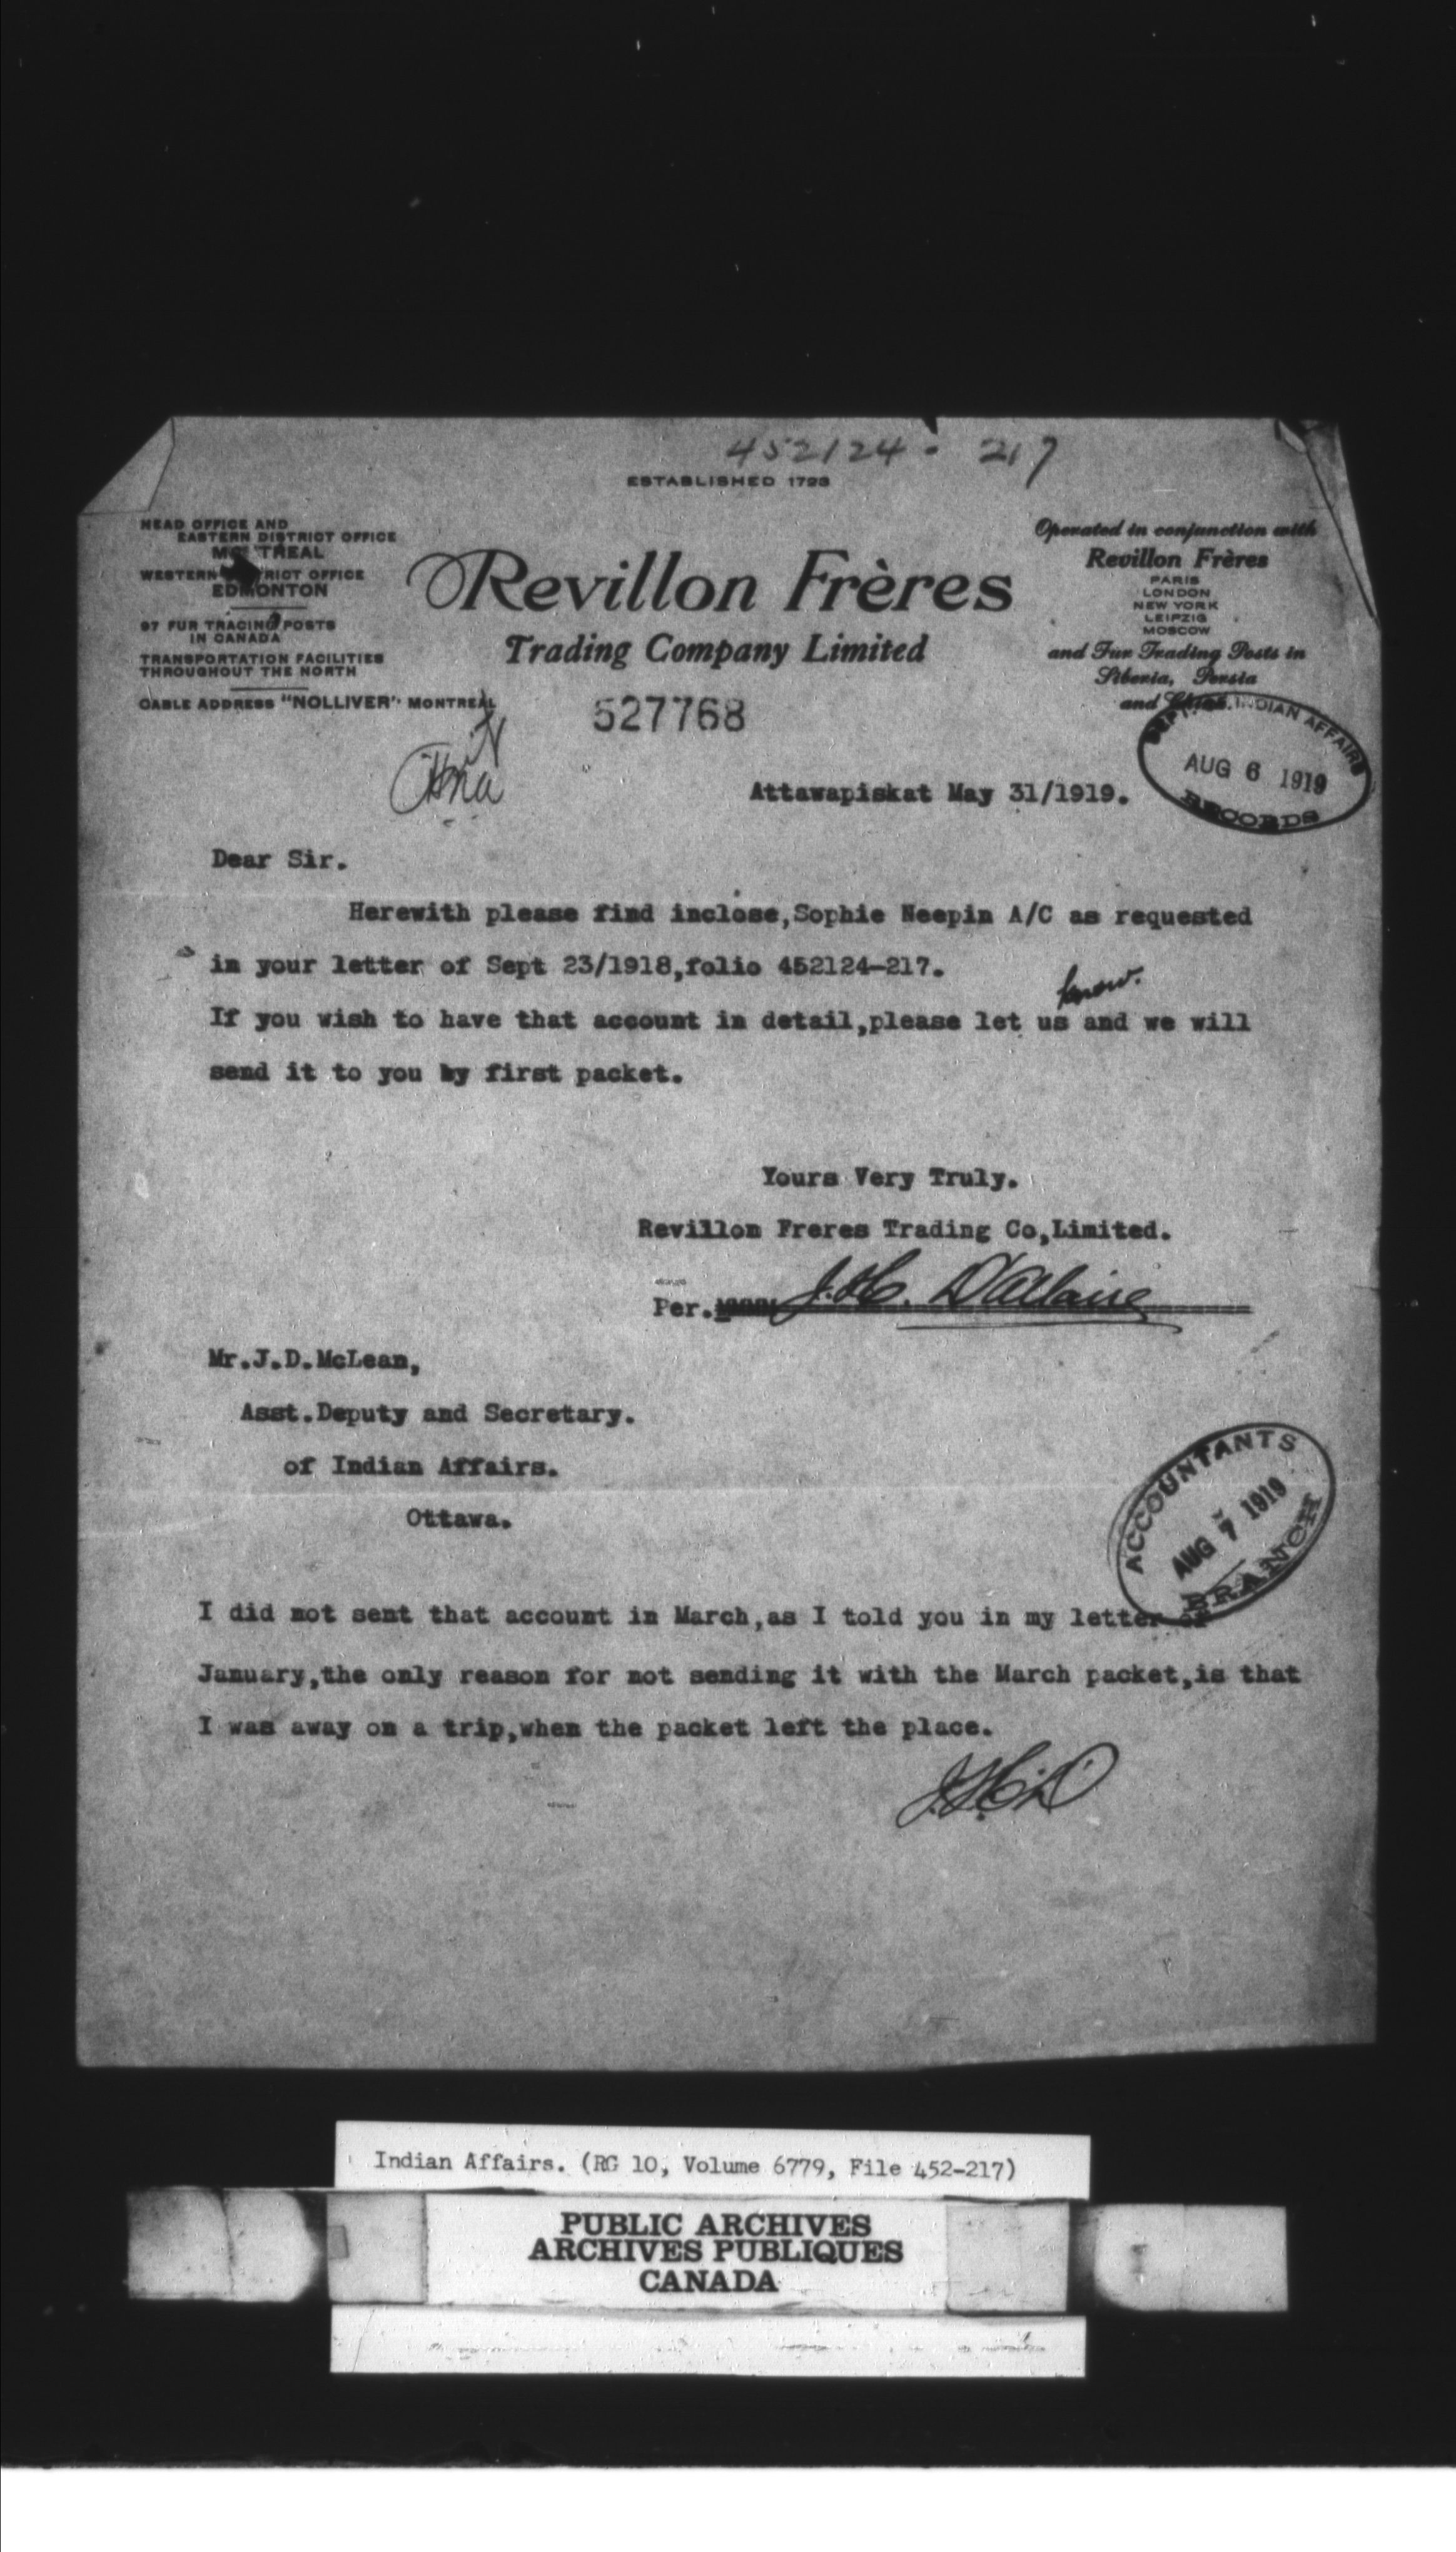 452124 - 217
ESTABLISHED 1723
HEAD OFFICE AND
EASTERN DISTRICT OFFICE
MONTREAL
WESTERN DISTRICT OFFICE
EDMONTON
97 FUR TRADING POSTS
IN CANADA
TRANSPORTATION FACILITIES
THROUGHOUT THE NORTH
CABLE ADDRESS "NOLLIVER" MONTREAL
Revillon Frères
Trading Company Limited
Operated in conjunction with
Revillon Frères
PARIS
LONDON
NEW YORK
LEIPZIG
MOSCOW
and Fur Trading Posts in
Siberia, Persia
and China.
527768
DEPT. OF INDIAN AFFAIRS
AUG 6 1919
RECORDS
Attawapiskat May 31/1919.
Dear Sir.
Herewith please find inclose,Sophie Neepin A/C as requested
in your letter of Sept 23/1918,folio 452124-217.
know.
If you wish to have that account in detail,please let us and we will
send it to you by first packet.
Yours Very Truly.
Revillon Freres Trading Co,Limited.
Per. J.H. D'Allaire
Mr.J.D.McLean,
Asst.Deputy and Secretary.
of Indian Affairs.
Ottawa.
ACCOUNTANTS
AUG 7 1919
BRANCH
I did not sent that account in March,as I told you in my letter of
January,the only reason for not sending it with the March packet,is that
I was away on a trip,when the packet left the place.
J.H.D
Indian Affairs. (RG 10, Volume 6779, File 452-217)
PUBLIC ARCHIVES
ARCHIVES PUBLIQUES
CANADA